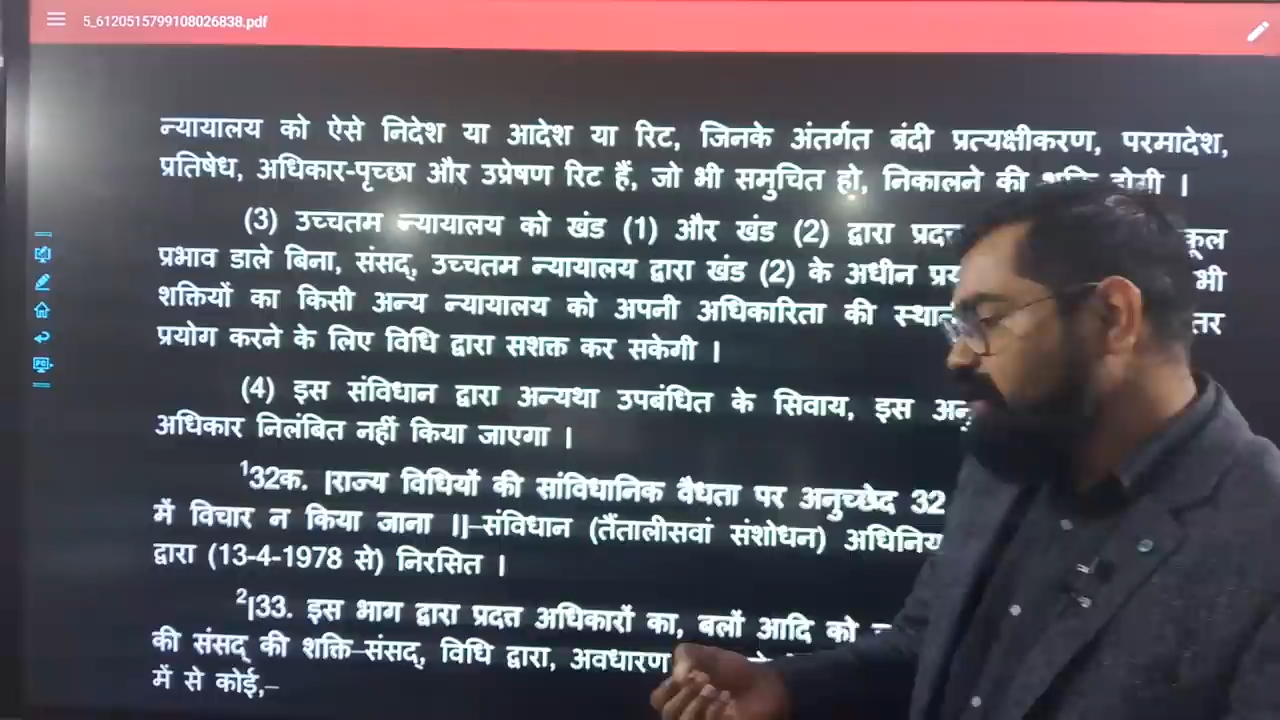 5_6120515799108026838.pdf
न्यायालय को ऐसे निदेश या आदेश या रिट, जिनके अंतर्गत बंदी प्रत्यक्षीकरण, परमादेश,
प्रतिषेध, अधिकार-पृच्छा और उत्प्रेषण रिट हैं, जो भी समुचित हो, निकालने की शक्ति होगी ।
(3) उच्चतम न्यायालय को खंड (1) और खंड (2) द्वारा प्रदत्त
प्रभाव डाले बिना, संसद्, उच्चतम न्यायालय द्वारा खंड (2) के अधीन भी
शक्तियों का किसी अन्य न्यायालय को अपनी अधिकारिता की
प्रयोग करने के लिए विधि द्वारा सशक्त कर सकेगी ।
(4) इस संविधान द्वारा अन्यथा उपबंधित के सिवाय, इस
अधिकार निलंबित नहीं किया जाएगा ।
¹32क. [राज्य विधियों की सांविधानिक वैधता पर अनुच्छेद 32
में विचार न किया जाना ।]–संविधान (तैंतालीसवां संशोधन)
द्वारा (13-4-1978 से) निरसित ।
²[33. इस भाग द्वारा प्रदत्त अधिकारों का, बलों आदि को
की संसद् की शक्ति–संसद्, विधि द्वारा, अवधारण
में से कोई,–